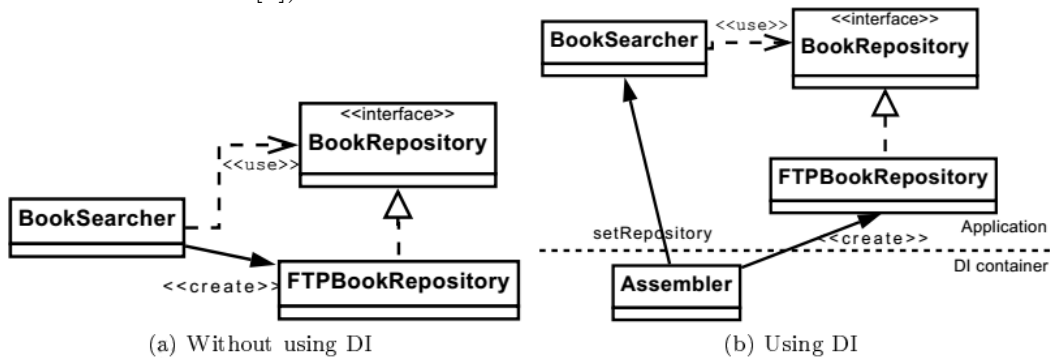 <<interface>>
BookRepository
<<use>>
BookSearcher
<<create>>
FTPBookRepository
(a) Without using DI
BookSearcher
<<use>>
<<interface>>
BookRepository
FTPBookRepository
setRepository
<<create>>
Application
DI container
Assembler
(b) Using DI